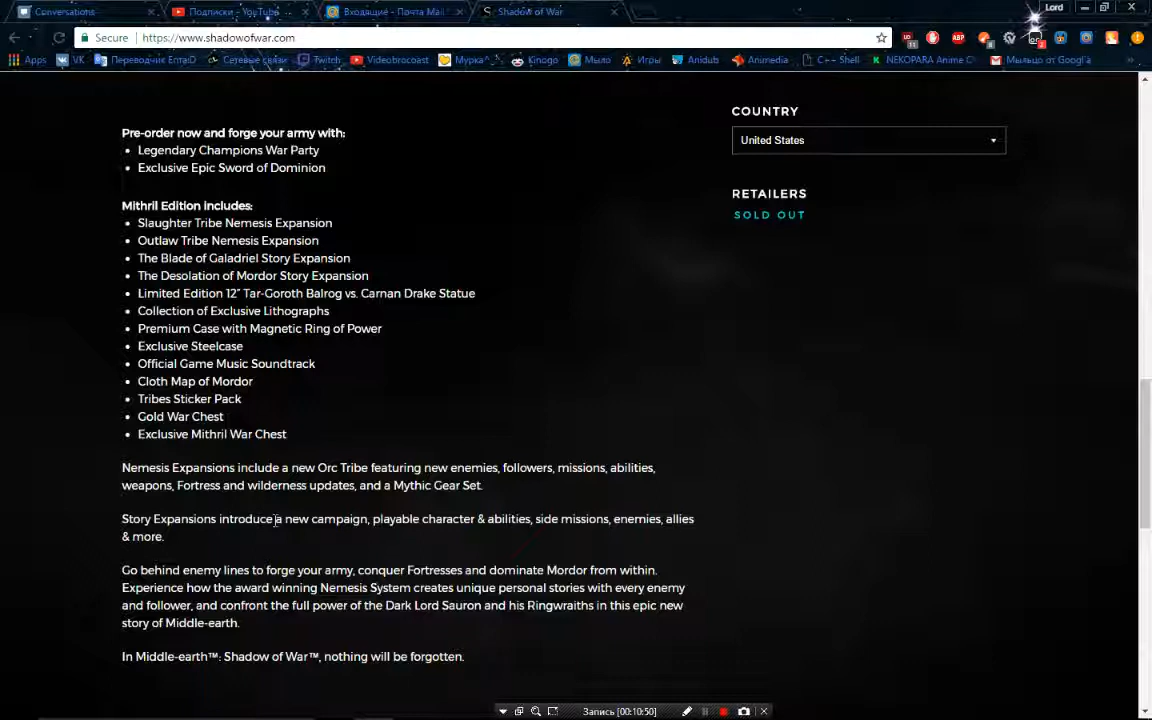 Conversations
Подписки - YouTube
Входящие - Почта Mail
Shadow of War
Lord
Secure
https://www.shadowofwar.com
Apps
VK
Переводчик
Сетевые связи
Twitch
Videobrocoast
Мурка^
Kinogo
Мыло
Игры
Anidub
Animedia
C++ Shell
NEKOPARA Anime C
Мыльцо от Googl'а
COUNTRY
United States
RETAILERS
SOLD OUT
Pre-order now and forge your army with:
Legendary Champions War Party
Exclusive Epic Sword of Dominion
Mithril Edition includes:
Slaughter Tribe Nemesis Expansion
Outlaw Tribe Nemesis Expansion
The Blade of Galadriel Story Expansion
The Desolation of Mordor Story Expansion
Limited Edition 12" Tar-Goroth Balrog vs. Carnan Drake Statue
Collection of Exclusive Lithographs
Premium Case with Magnetic Ring of Power
Exclusive Steelcase
Official Game Music Soundtrack
Cloth Map of Mordor
Tribes Sticker Pack
Gold War Chest
Exclusive Mithril War Chest
Nemesis Expansions include a new Orc Tribe featuring new enemies, followers, missions, abilities,
weapons, Fortress and wilderness updates, and a Mythic Gear Set.
Story Expansions introduce a new campaign, playable character & abilities, side missions, enemies, allies
& more.
Go behind enemy lines to forge your army, conquer Fortresses and dominate Mordor from within.
Experience how the award winning Nemesis System creates unique personal stories with every enemy
and follower, and confront the full power of the Dark Lord Sauron and his Ringwraiths in this epic new
story of Middle-earth.
In Middle-earth™: Shadow of War™, nothing will be forgotten.
Запись [00:10:50]